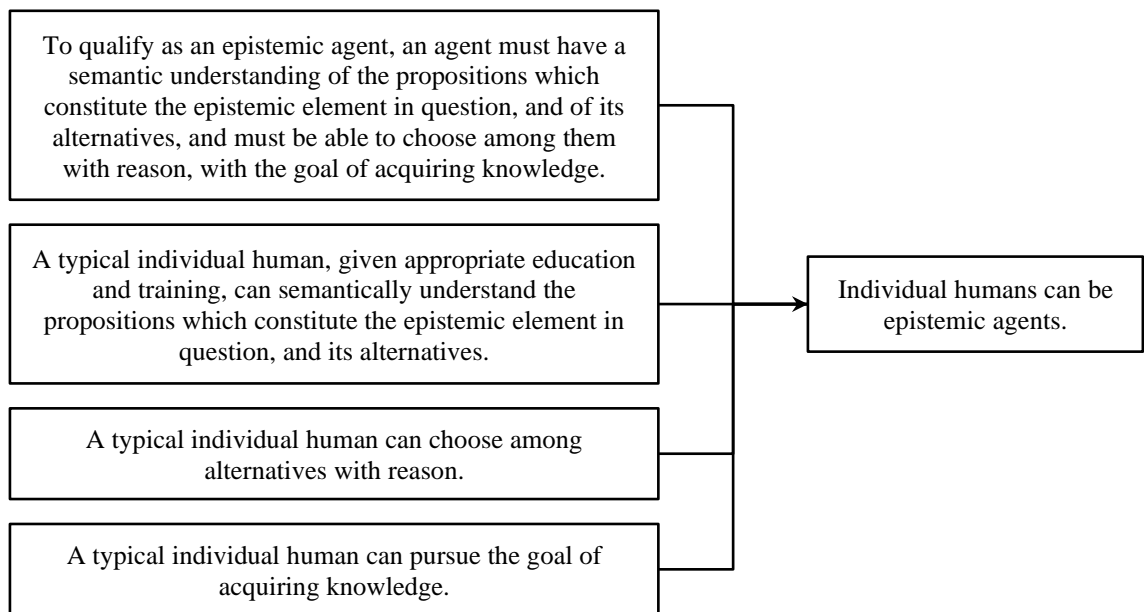 To qualify as an epistemic agent, an agent must have a
semantic understanding of the propositions which
constitute the epistemic element in question, and of its
alternatives, and must be able to choose among them
with reason, with the goal of acquiring knowledge.
A typical individual human, given appropriate education
and training, can semantically understand the
propositions which constitute the epistemic element in
question, and its alternatives.
A typical individual human can choose among
alternatives with reason.
A typical individual human can pursue the goal of
acquiring knowledge.
Individual humans can be
epistemic agents.